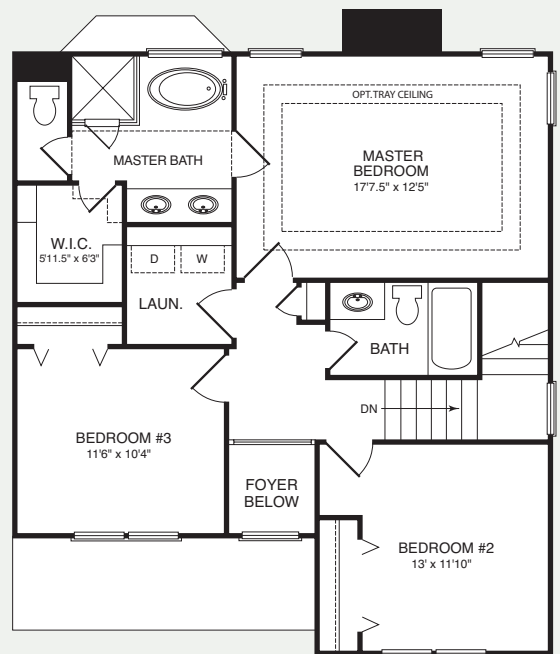 OPT.TRAY CEILING
MASTER BATH
MASTER
BEDROOM
17'7.5" x 12'5"
W.I.C.
5'11.5" x 6'3"
D
W
LAUN.
BATH
DN
BEDROOM #3
11'6" x 10'4"
FOYER
BELOW
BEDROOM #2
13' x 11'10"